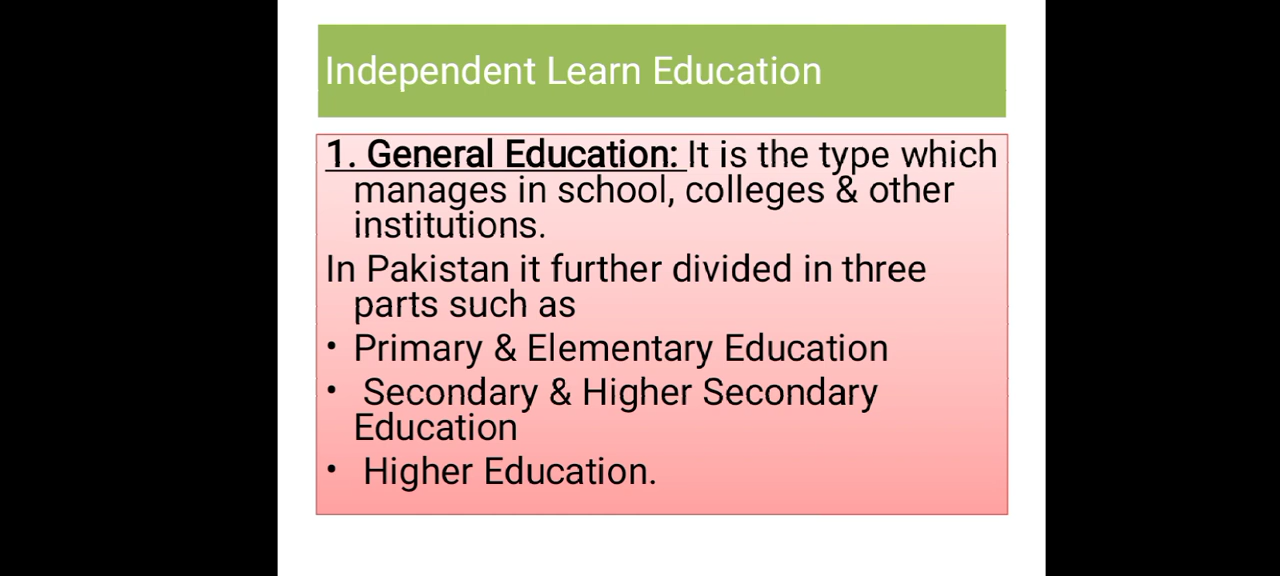 Independent Learn Education
1. General Education: It is the type which
manages in school, colleges & other
institutions.
In Pakistan it further divided in three
parts such as
• Primary & Elementary Education
• Secondary & Higher Secondary
Education
• Higher Education.